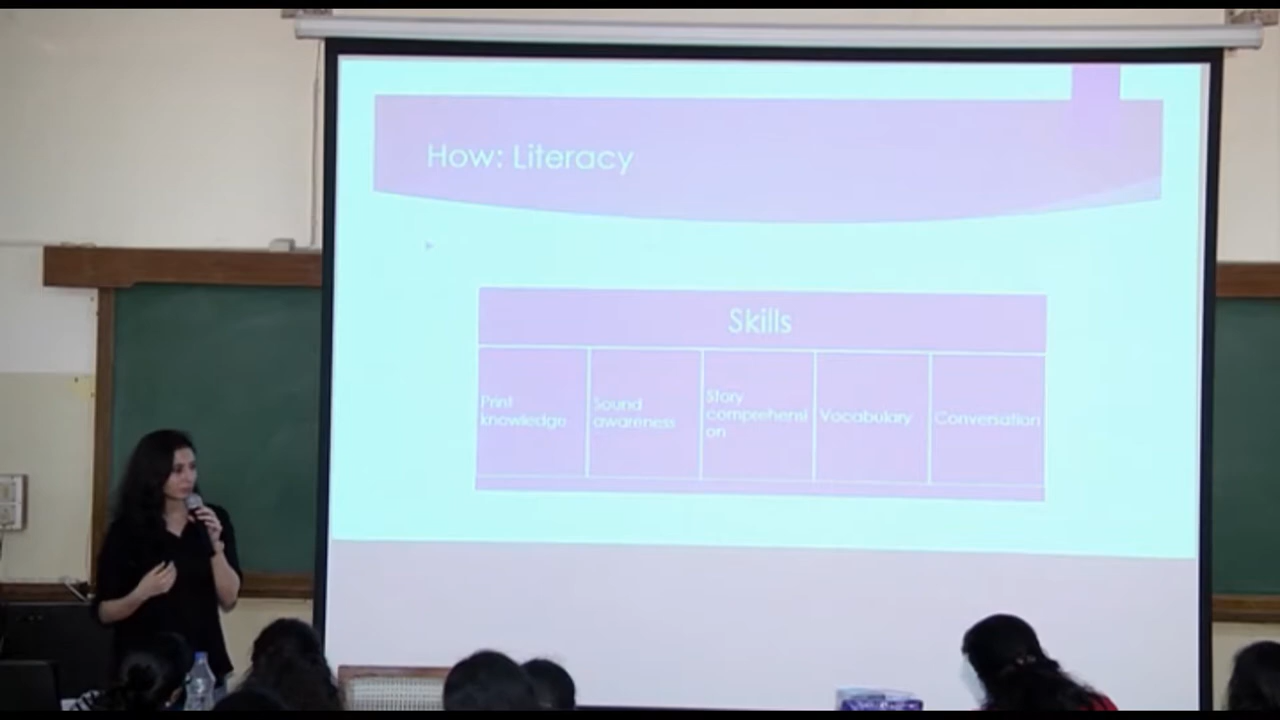 How: Literacy
Skills
Print
knowledge
Sound
awareness
Story
comprehensi
on
Vocabulary
Conversation